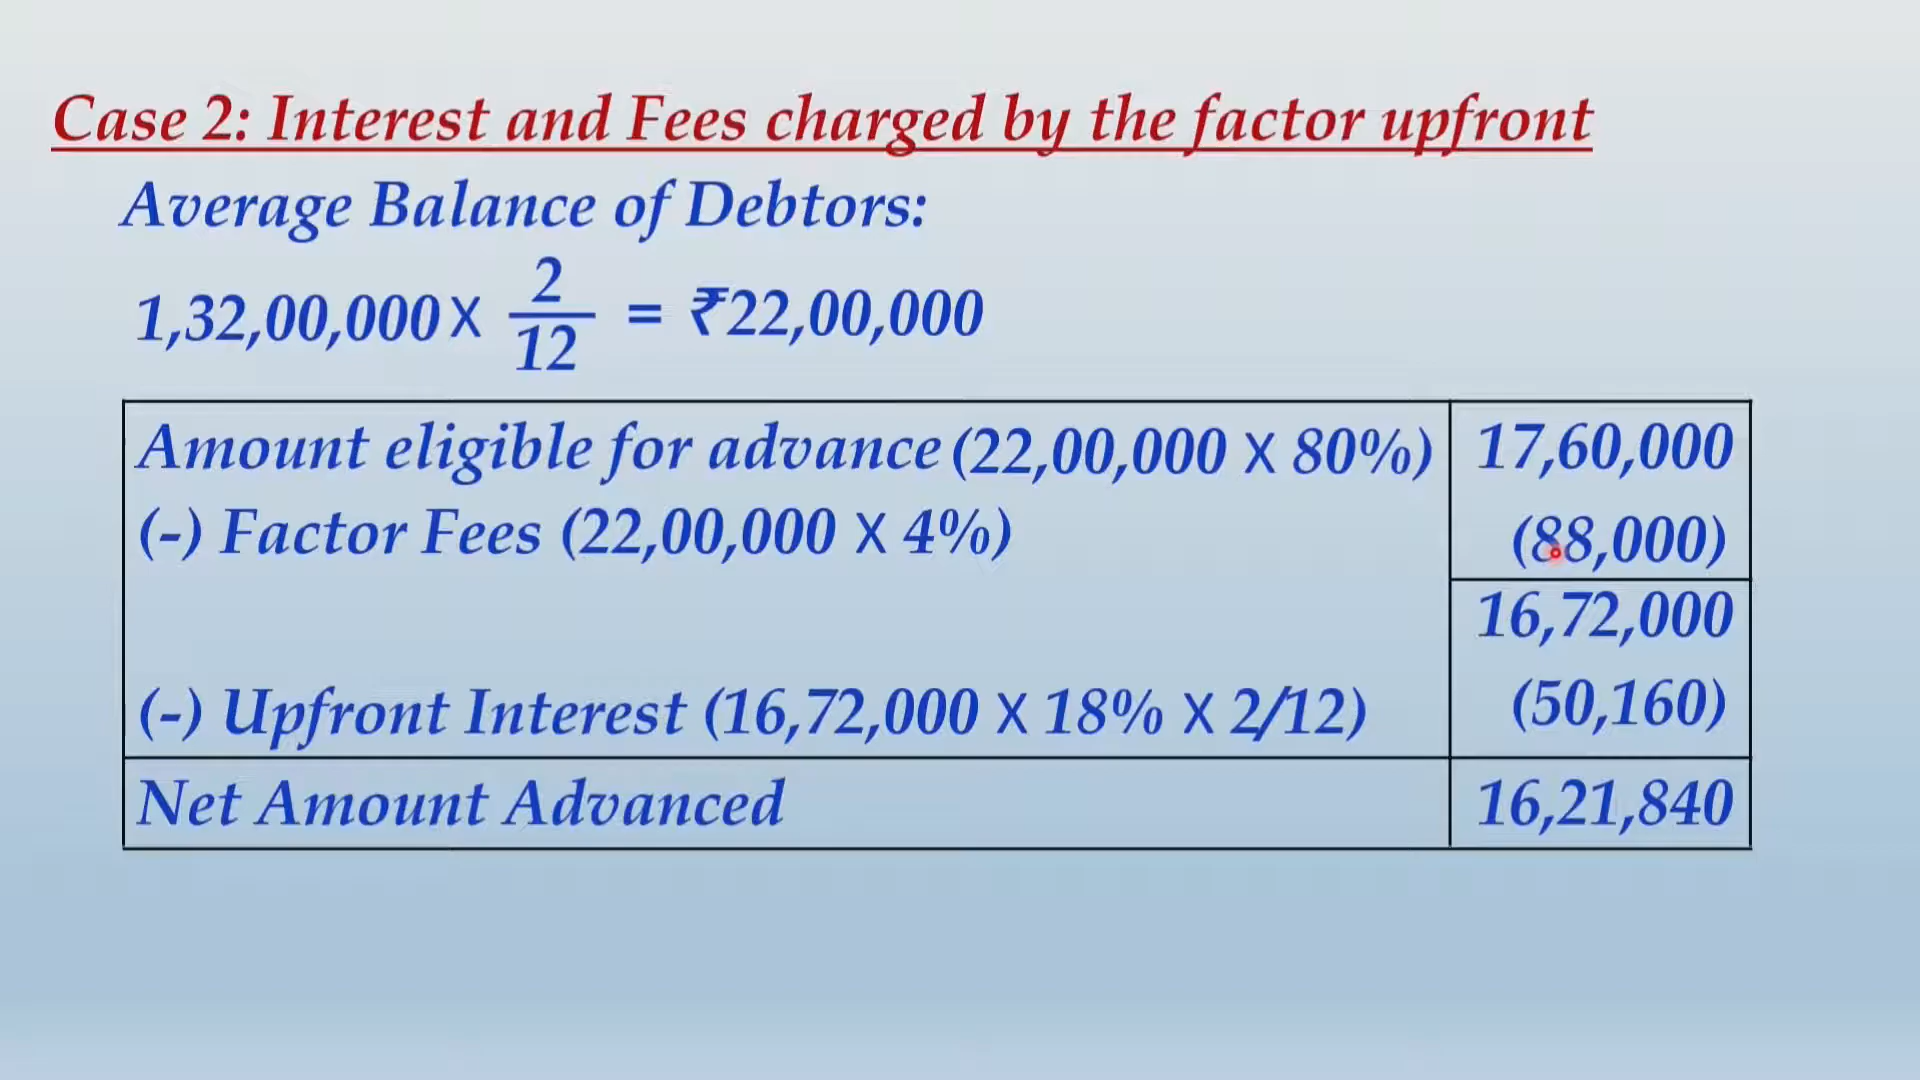 Case 2: Interest and Fees charged by the factor upfront
Average Balance of Debtors:
1,32,00,000 X 2/12 = ₹22,00,000
Amount eligible for advance (22,00,000 X 80%) 17,60,000
(-) Factor Fees (22,00,000 X 4%) (88,000)
16,72,000
(-) Upfront Interest (16,72,000 X 18% X 2/12) (50,160)
Net Amount Advanced 16,21,840